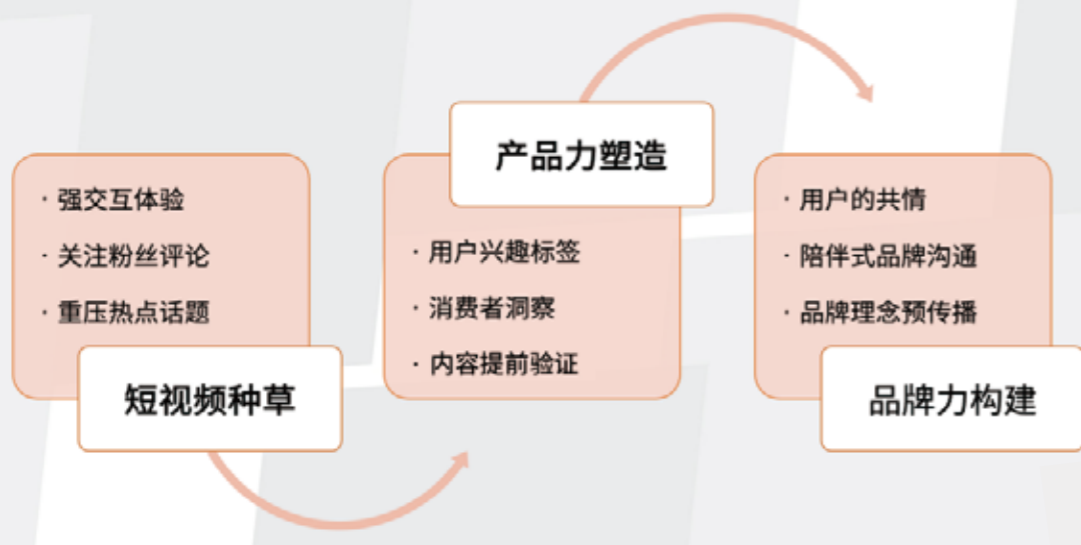 · 强交互体验
· 关注粉丝评论
· 重压热点话题
短视频种草
产品力塑造
· 用户兴趣标签
· 消费者洞察
· 内容提前验证
· 用户的共情
· 陪伴式品牌沟通
· 品牌理念预传播
品牌力构建